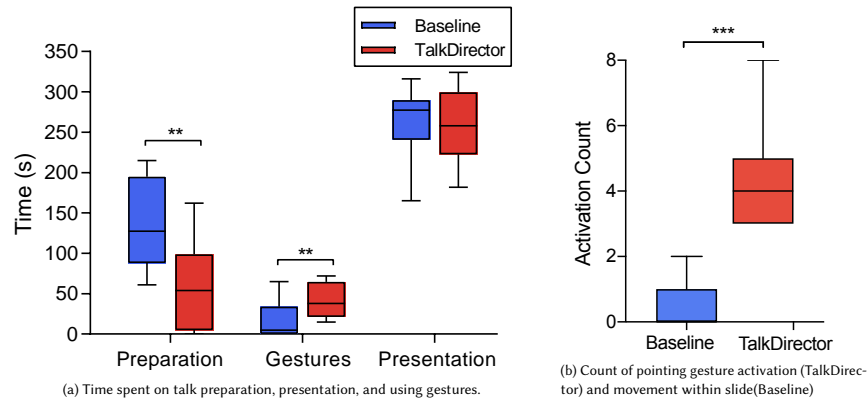 Baseline
TalkDirector
350
300
250
200
150
100
50
0
Time (s)
**
**
Preparation
Gestures
Presentation
(a) Time spent on talk preparation, presentation, and using gestures.
***
8
6
4
2
0
Activation Count
Baseline
TalkDirector
(b) Count of pointing gesture activation (TalkDirec-
tor) and movement within slide(Baseline)